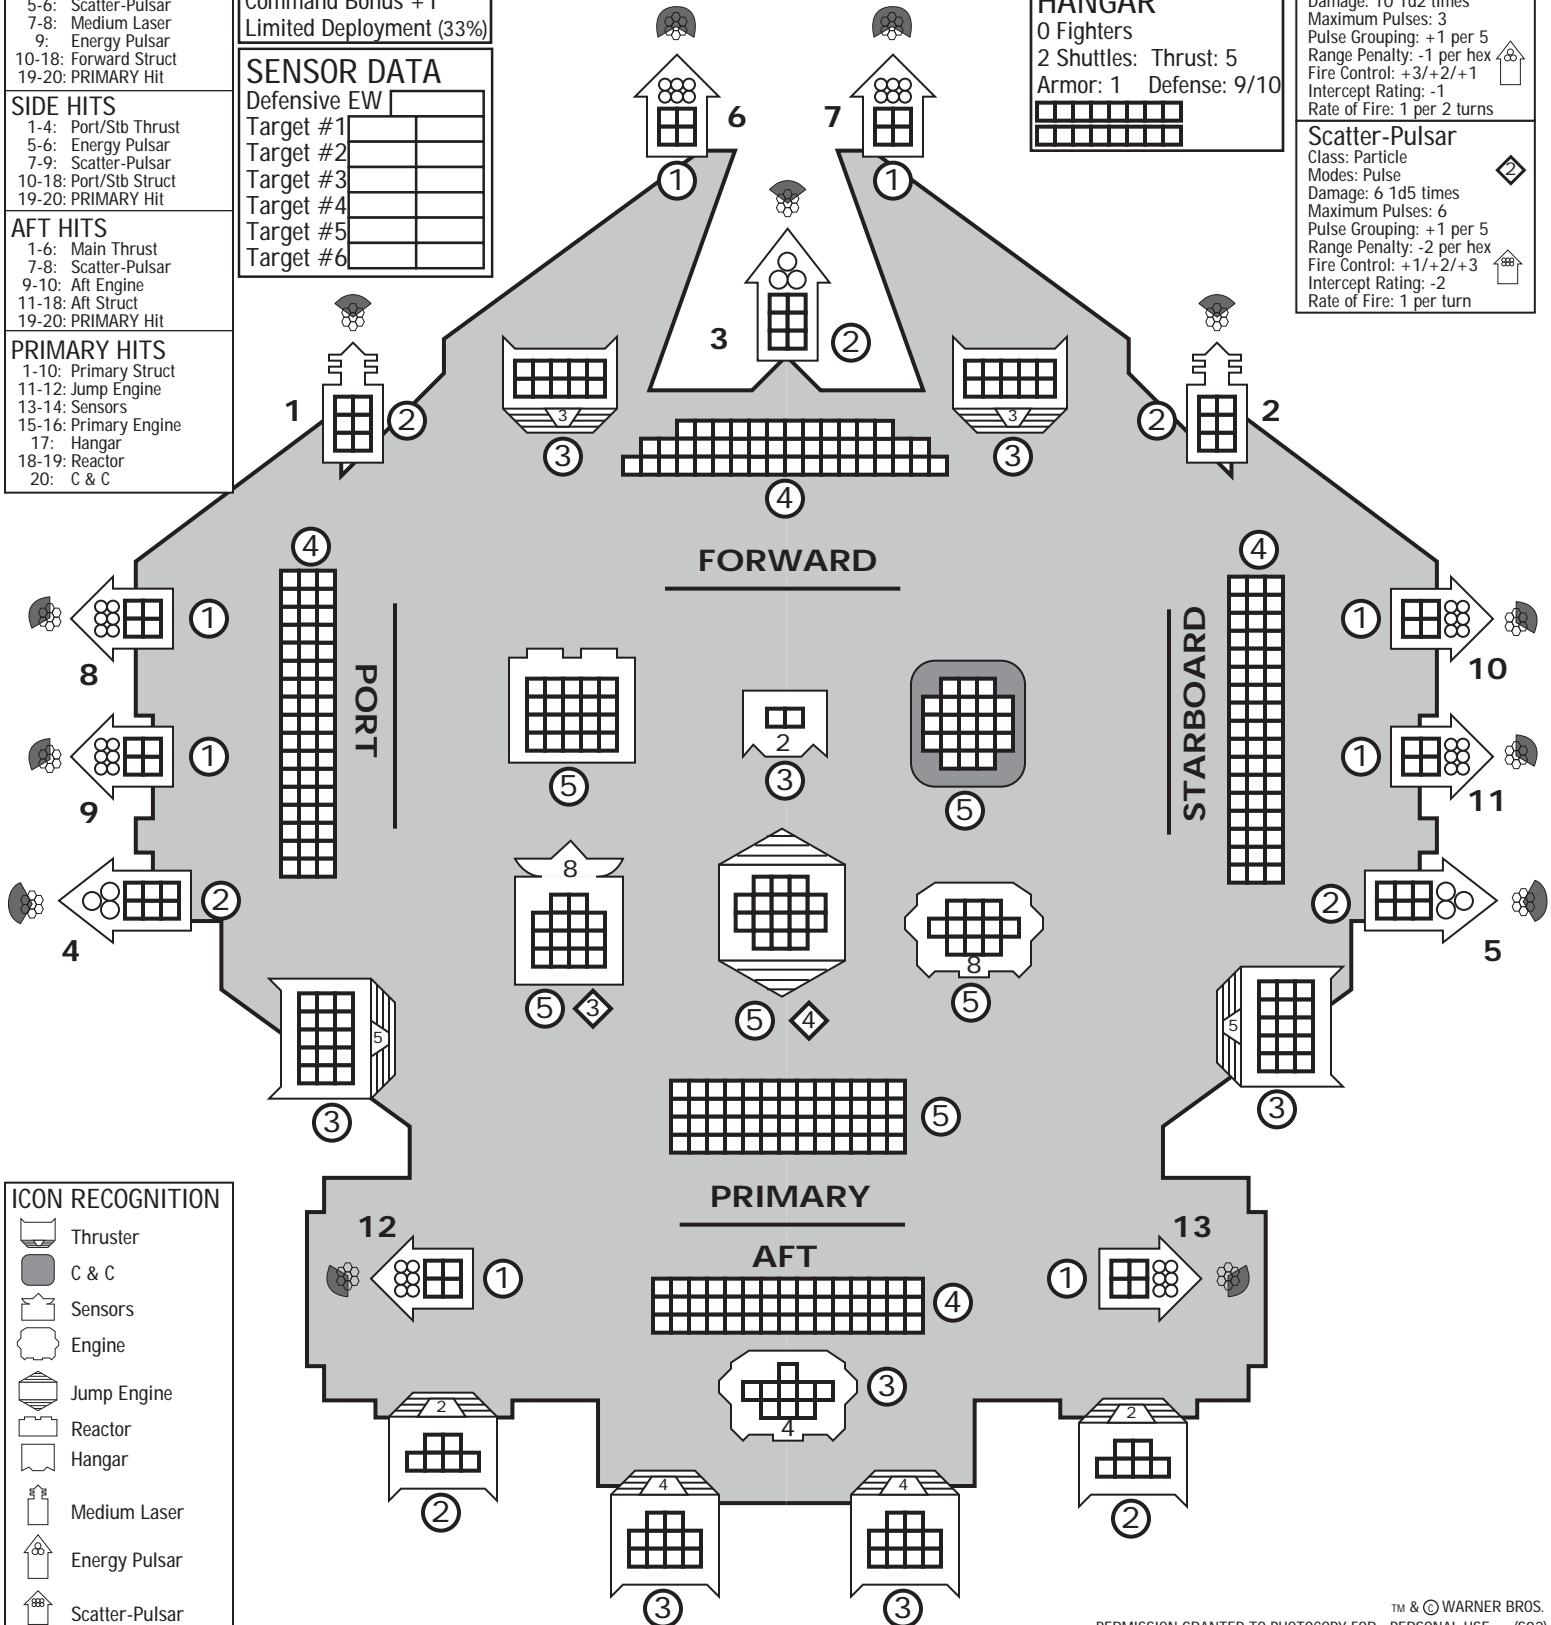 5-6: Scatter-Pulsar
7-8: Medium Laser
9: Energy Pulsar
10-18: Forward Struct
19-20: PRIMARY Hit
SIDE HITS
1-4: Port/Stb Thrust
5-6: Energy Pulsar
7-9: Scatter-Pulsar
10-18: Port/Stb Struct
19-20: PRIMARY Hit
AFT HITS
1-6: Main Thrust
7-8: Scatter-Pulsar
9-10: Aft Engine
11-18: Aft Struct
19-20: PRIMARY Hit
PRIMARY HITS
1-10: Primary Struct
11-12: Jump Engine
13-14: Sensors
15-16: Primary Engine
17: Hangar
18-19: Reactor
20: C & C
Command Bonus +1
Limited Deployment (33%)
SENSOR DATA
Defensive EW
Target #1
Target #2
Target #3
Target #4
Target #5
Target #6
HANGAR
0 Fighters
2 Shuttles: Thrust: 5
Armor: 1 Defense: 9/10
Damage: 10 1d2 times
Maximum Pulses: 3
Pulse Grouping: +1 per 5
Range Penalty: -1 per hex
Fire Control: +3/+2/+1
Intercept Rating: -1
Rate of Fire: 1 per 2 turns
Scatter-Pulsar
Class: Particle
2
Modes: Pulse
Damage: 6 1d5 times
Maximum Pulses: 6
Pulse Grouping: +1 per 5
Range Penalty: -2 per hex
Fire Control: +1/+2/+3
Intercept Rating: -2
Rate of Fire: 1 per turn
6 7
1 1
3 2
1 2 2 2
3 3
3 3
4
4 4
FORWARD
1 1
8 10
PORT
STARBOARD
2
1 5 3 5 1
9 11
8
2 2
4 5
8
5 3 5 4 5
5 5
3 3
5
PRIMARY
12 13
AFT
1 1
4
3
4
2 2
2 2
4 4
3 3
ICON RECOGNITION
Thruster
C & C
Sensors
Engine
Jump Engine
Reactor
Hangar
Medium Laser
Energy Pulsar
Scatter-Pulsar
TM & © WARNER BROS.
PERMISSION GRANTED TO PHOTOCOPY FOR PERSONAL USE (S02)